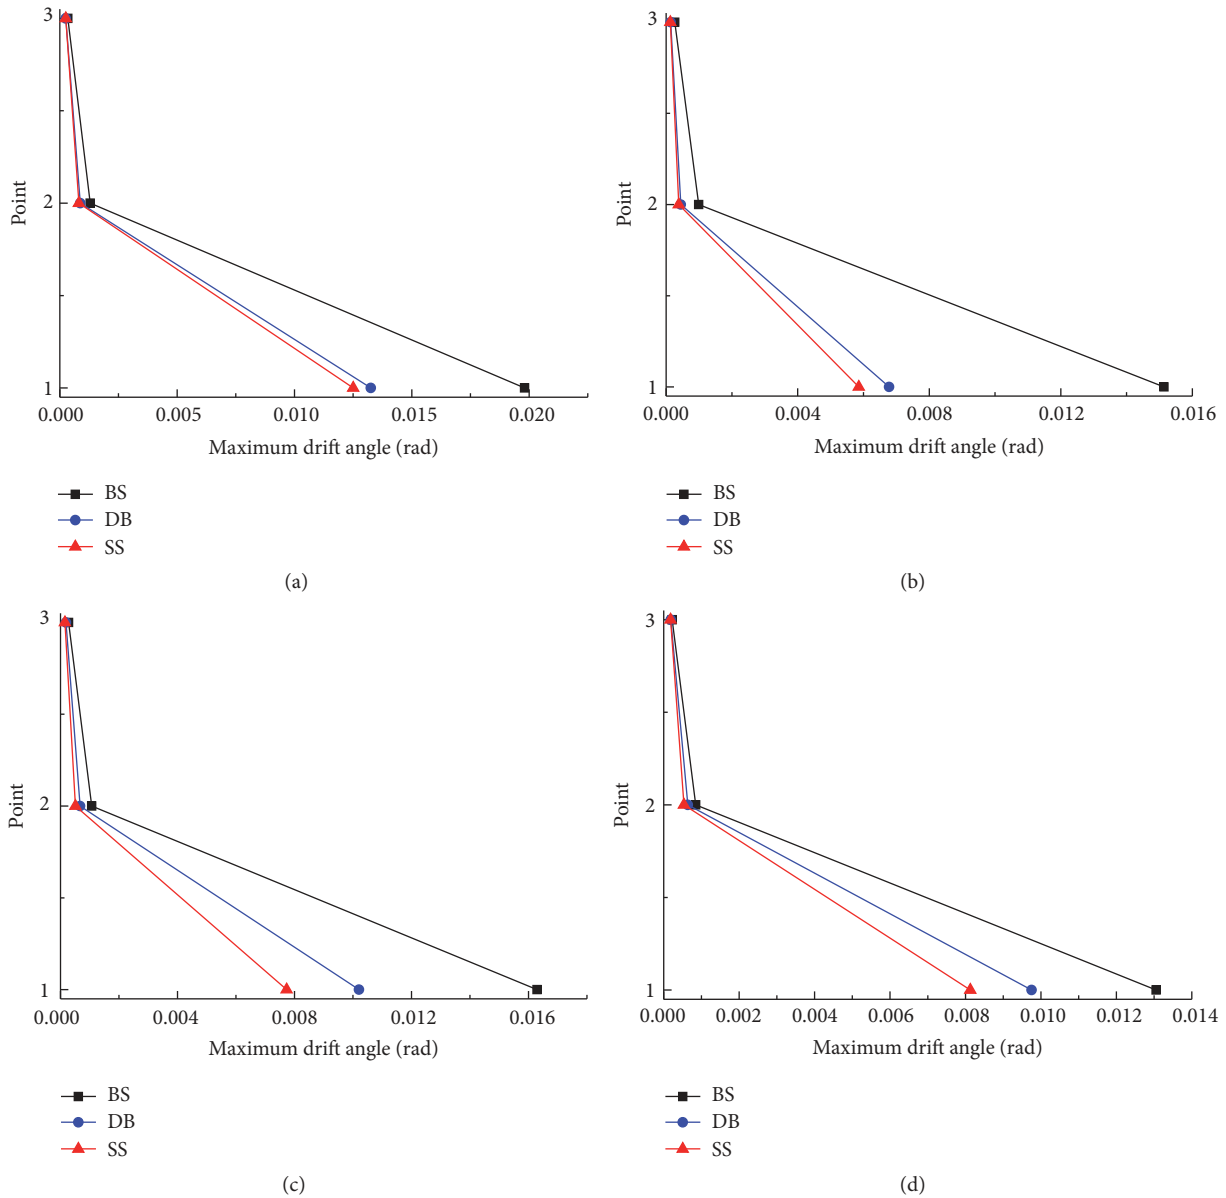 3
2
1
Point
0.000 0.005 0.010 0.015 0.020
Maximum drift angle (rad)
BS
DB
SS
(a)
3
2
1
Point
0.000 0.004 0.008 0.012 0.016
Maximum drift angle (rad)
BS
DB
SS
(b)
3
2
1
Point
0.000 0.004 0.008 0.012 0.016
Maximum drift angle (rad)
BS
DB
SS
(c)
3
2
1
Point
0.000 0.002 0.004 0.006 0.008 0.010 0.012 0.014
Maximum drift angle (rad)
BS
DB
SS
(d)